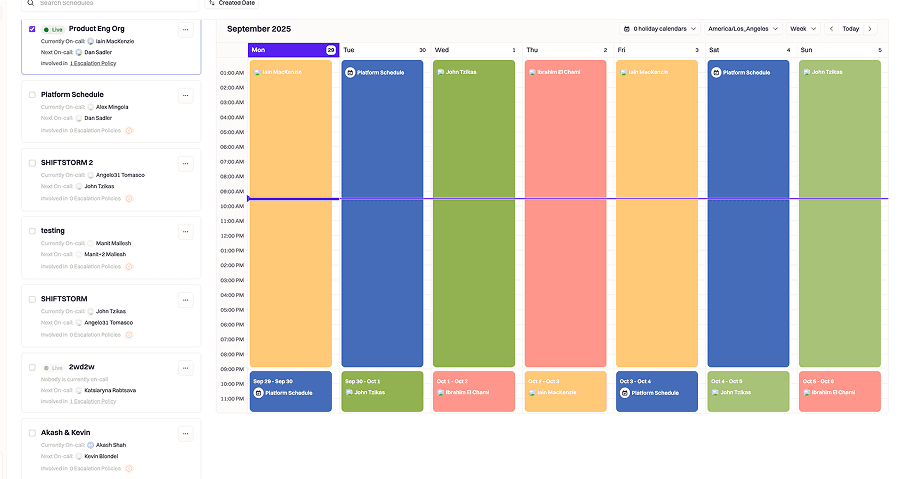 Search Schedules
Created Date
Live Product Eng Org
Currently On-call: Iain MacKenzie
Next On-call: Dan Sadler
Involved in 1 Escalation Policy
Platform Schedule
Currently On-call: Alex Mingola
Next On-call: Dan Sadler
Involved in 0 Escalation Policies
SHIFTSTORM 2
Currently On-call: Angelo31 Tomasco
Next On-call: John Tzikas
Involved in 0 Escalation Policies
testing
Currently On-call: Manit Mallesh
Next On-call: Manit+2 Mallesh
Involved in 0 Escalation Policies
SHIFTSTORM
Currently On-call: John Tzikas
Next On-call: Angelo31 Tomasco
Involved in 0 Escalation Policies
Live 2wd2w
Nobody is currently on-call
Next On-call: Katsiaryna Rabtsava
Involved in 1 Escalation Policy
Akash & Kevin
Currently On-call: Akash Shah
Next On-call: Kevin Blondel
Involved in 0 Escalation Policies
September 2025
0 holiday calendars
America/Los_Angeles
Week
Today
Mon 29 Tue 30 Wed 1 Thu 2 Fri 3 Sat 4 Sun 5
01:00 AM
02:00 AM
03:00 AM
04:00 AM
05:00 AM
06:00 AM
07:00 AM
08:00 AM
09:00 AM
10:00 AM
11:00 AM
12:00 PM
01:00 PM
02:00 PM
03:00 PM
04:00 PM
05:00 PM
06:00 PM
07:00 PM
08:00 PM
09:00 PM
10:00 PM
11:00 PM
Iain MacKenzie
Platform Schedule
John Tzikas
Ibrahim El Chami
Iain MacKenzie
Platform Schedule
John Tzikas
Sep 29 - Sep 30
Platform Schedule
Sep 30 - Oct 1
John Tzikas
Oct 1 - Oct 2
Ibrahim El Chami
Oct 2 - Oct 3
Iain MacKenzie
Oct 3 - Oct 4
Platform Schedule
Oct 4 - Oct 5
John Tzikas
Oct 5 - Oct 6
Ibrahim El Chami